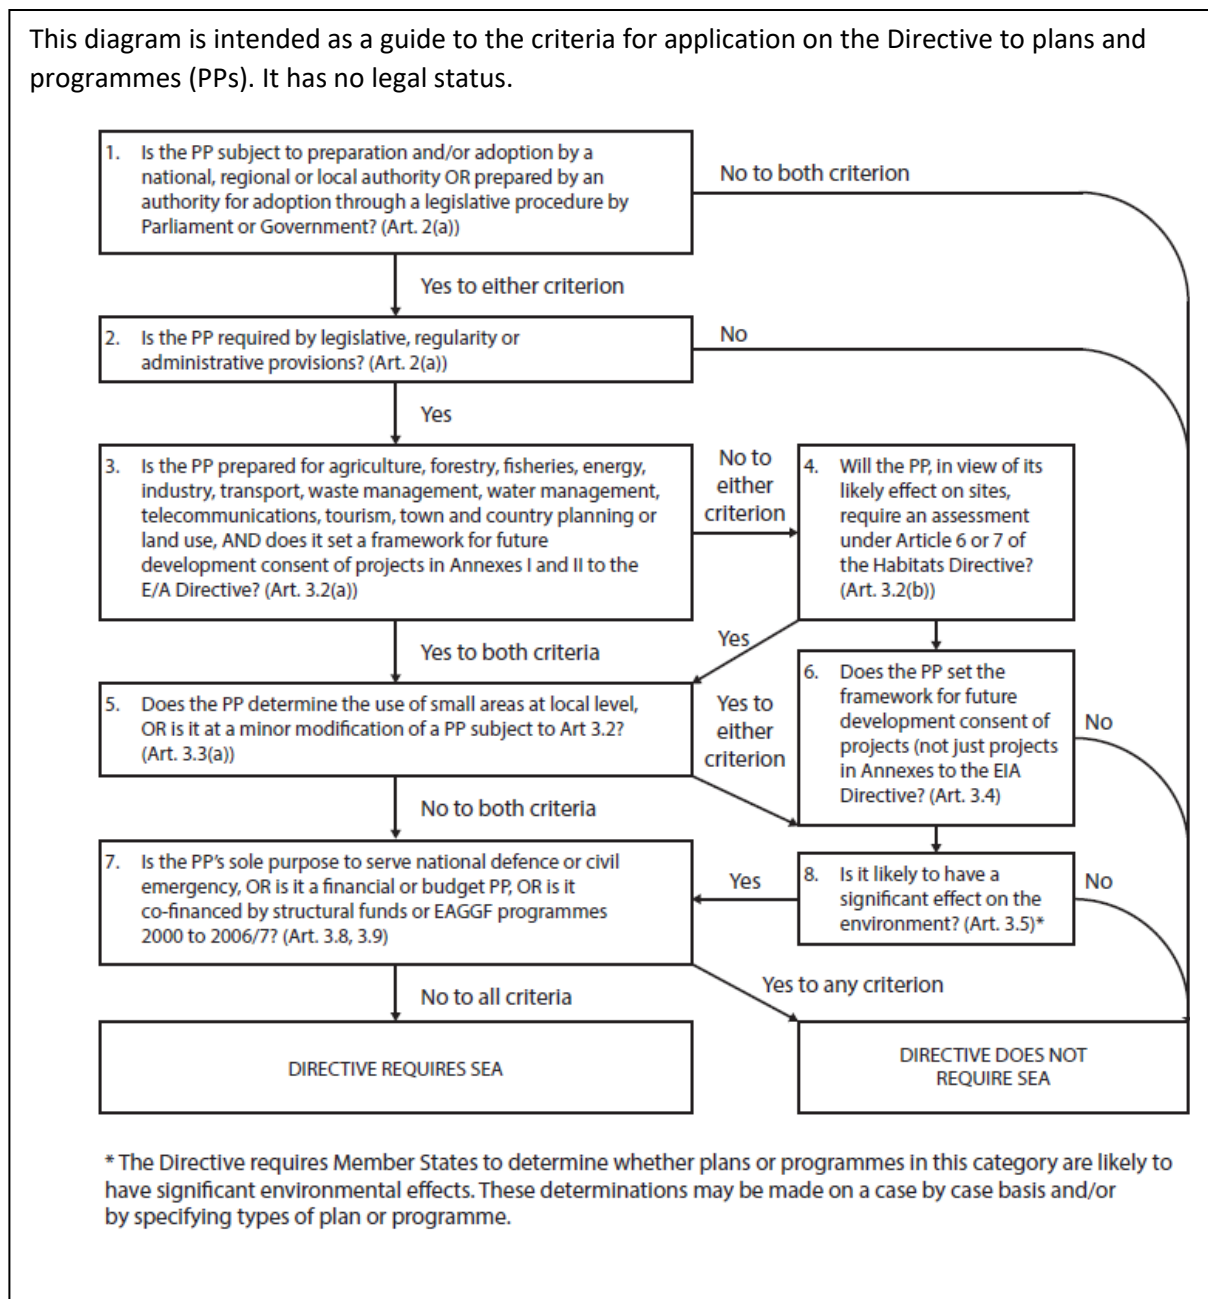 This diagram is intended as a guide to the criteria for application on the Directive to plans and
programmes (PPs). It has no legal status.
1. Is the PP subject to preparation and/or adoption by a
national, regional or local authority OR prepared by an
authority for adoption through a legislative procedure by
Parliament or Government? (Art. 2(a))
No to both criterion
Yes to either criterion
2. Is the PP required by legislative, regularity or
administrative provisions? (Art. 2(a))
No
Yes
3. Is the PP prepared for agriculture, forestry, fisheries, energy,
industry, transport, waste management, water management,
telecommunications, tourism, town and country planning or
land use, AND does it set a framework for future
development consent of projects in Annexes I and II to the
E/A Directive? (Art. 3.2(a))
No to
either
criterion
4. Will the PP, in view of its
likely effect on sites,
require an assessment
under Article 6 or 7 of
the Habitats Directive?
(Art. 3.2(b))
Yes to both criteria
Yes
5. Does the PP determine the use of small areas at local level,
OR is it at a minor modification of a PP subject to Art 3.2?
(Art. 3.3(a))
Yes to
either
criterion
6. Does the PP set the
framework for future
development consent of
projects (not just projects
in Annexes to the EIA
Directive? (Art. 3.4)
No
No to both criteria
7. Is the PP's sole purpose to serve national defence or civil
emergency, OR is it a financial or budget PP, OR is it
co-financed by structural funds or EAGGF programmes
2000 to 2006/7? (Art. 3.8, 3.9)
Yes
8. Is it likely to have a
significant effect on the
environment? (Art. 3.5)*
No
No to all criteria
Yes to any criterion
DIRECTIVE REQUIRES SEA
DIRECTIVE DOES NOT
REQUIRE SEA
* The Directive requires Member States to determine whether plans or programmes in this category are likely to
have significant environmental effects. These determinations may be made on a case by case basis and/or
by specifying types of plan or programme.